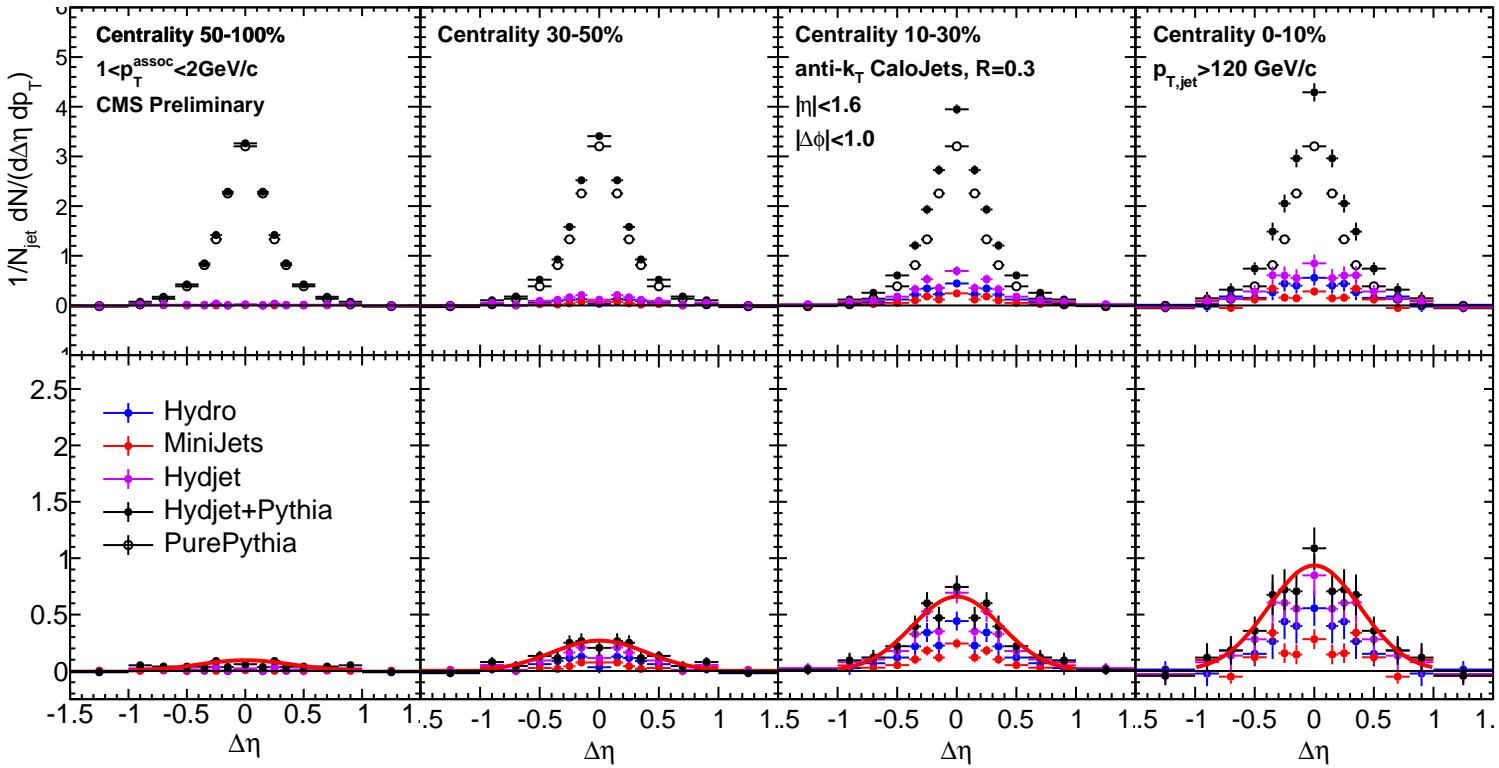 Centrality 50-100%
1<p_T^assoc<2GeV/c
CMS Preliminary
Centrality 30-50%
Centrality 10-30%
anti-k_T CaloJets, R=0.3
|η|<1.6
|Δϕ|<1.0
Centrality 0-10%
p_T,jet>120 GeV/c
1/N_jet dN/(dΔη dp_T)
5
4
3
2
1
0
2.5
2
1.5
1
0.5
0
Hydro
MiniJets
Hydjet
Hydjet+Pythia
PurePythia
-1.5 -1 -0.5 0 0.5 1
.5 -1 -0.5 0 0.5 1
.5 -1 -0.5 0 0.5 1
.5 -1 -0.5 0 0.5 1 1.
Δη Δη Δη Δη